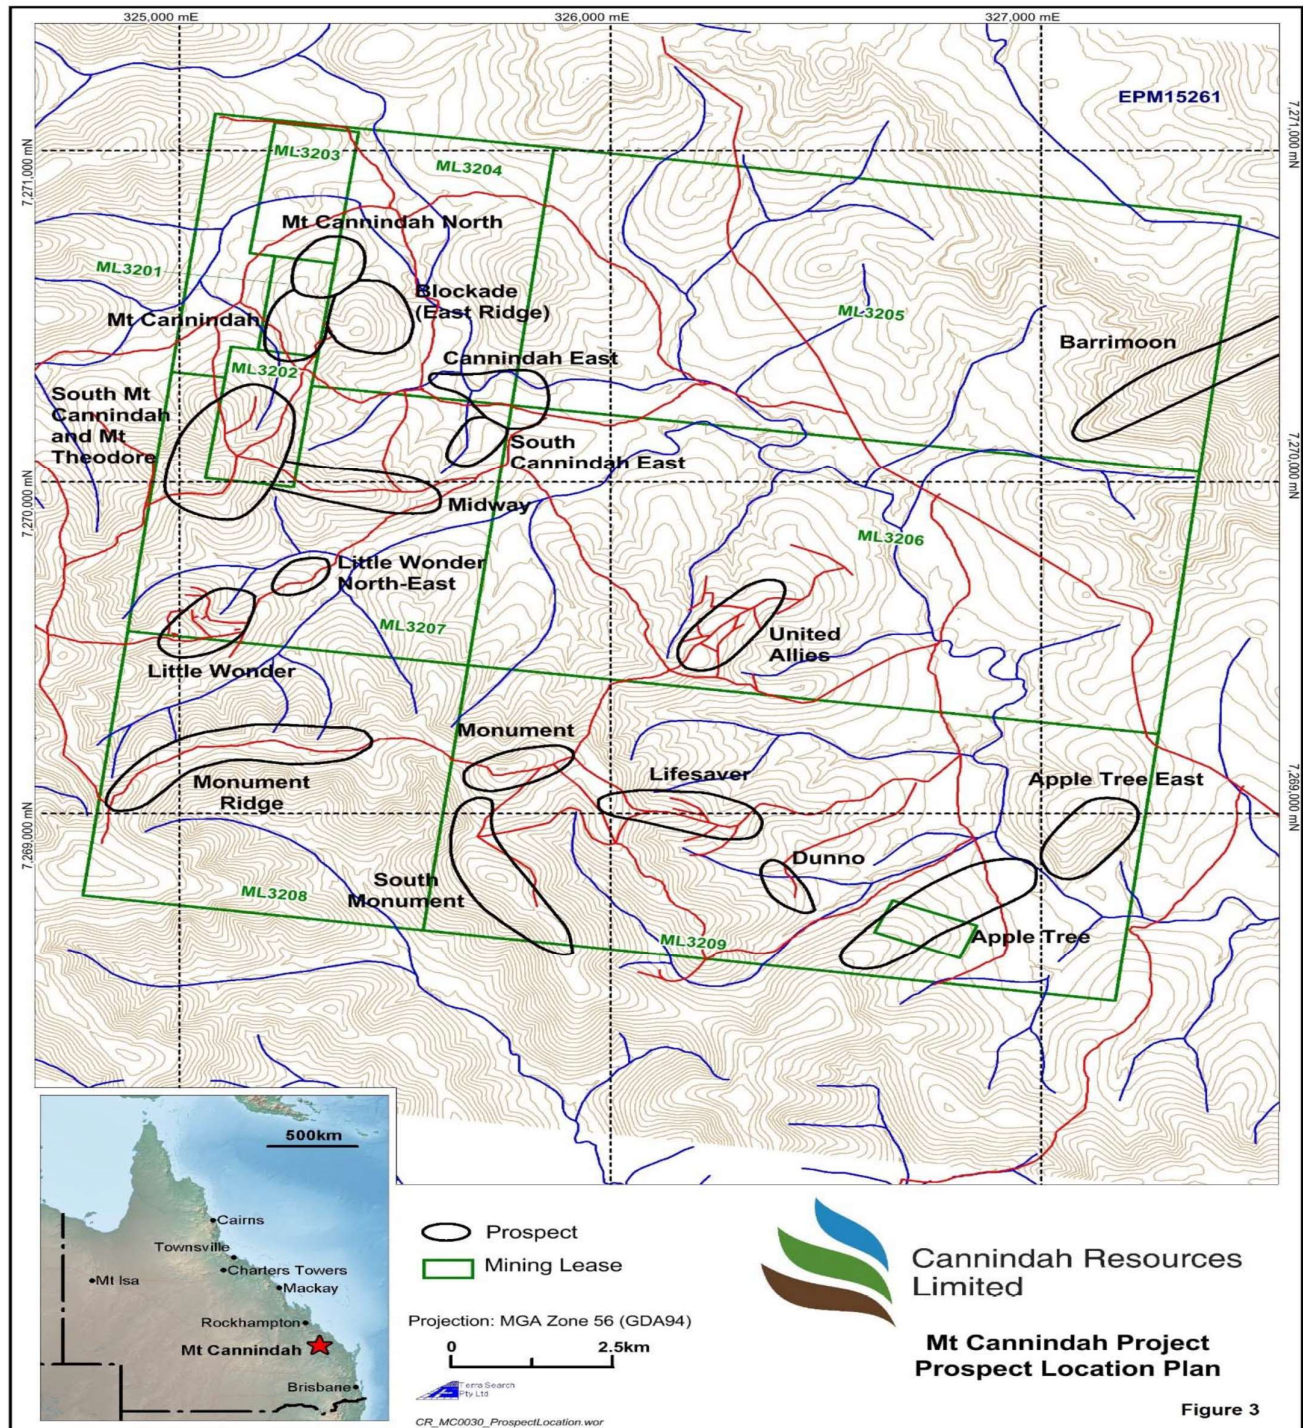 325,000 mE
326,000 mE
327,000 mE
EPM15261
7,271,000 mN
7,271,000 mN
ML3203
ML3204
Mt Cannindah North
ML3201
Blockade
(East Ridge)
Mt Cannindah
ML3205
Barrimoon
Cannindah East
ML3202
South Mt
Cannindah
and Mt
Theodore
South
Cannindah East
7,270,000 mN
7,270,000 mN
Midway
ML3206
Little Wonder
North-East
ML3207
United
Allies
Little Wonder
Monument
Lifesaver
Apple Tree East
Monument
Ridge
7,269,000 mN
7,269,000 mN
Dunno
South
Monument
ML3208
ML3209
Apple Tree
500km
Cairns
Townsville
Charters Towers
Mt Isa
Mackay
Rockhampton
Mt Cannindah
Brisbane
Prospect
Mining Lease
Projection: MGA Zone 56 (GDA94)
0
2.5km
Terra Search
Pty Ltd
CR_MC0030_ProspectLocation.wor
Cannindah Resources
Limited
Mt Cannindah Project
Prospect Location Plan
Figure 3